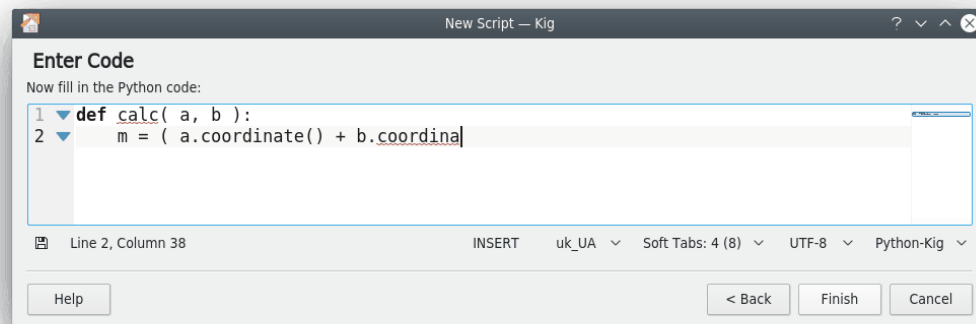 New Script — Kig
Enter Code
Now fill in the Python code:
1 def calc( a, b ):
2     m = ( a.coordinate() + b.coordina
Line 2, Column 38 INSERT uk_UA Soft Tabs: 4 (8) UTF-8 Python-Kig
Help < Back Finish Cancel